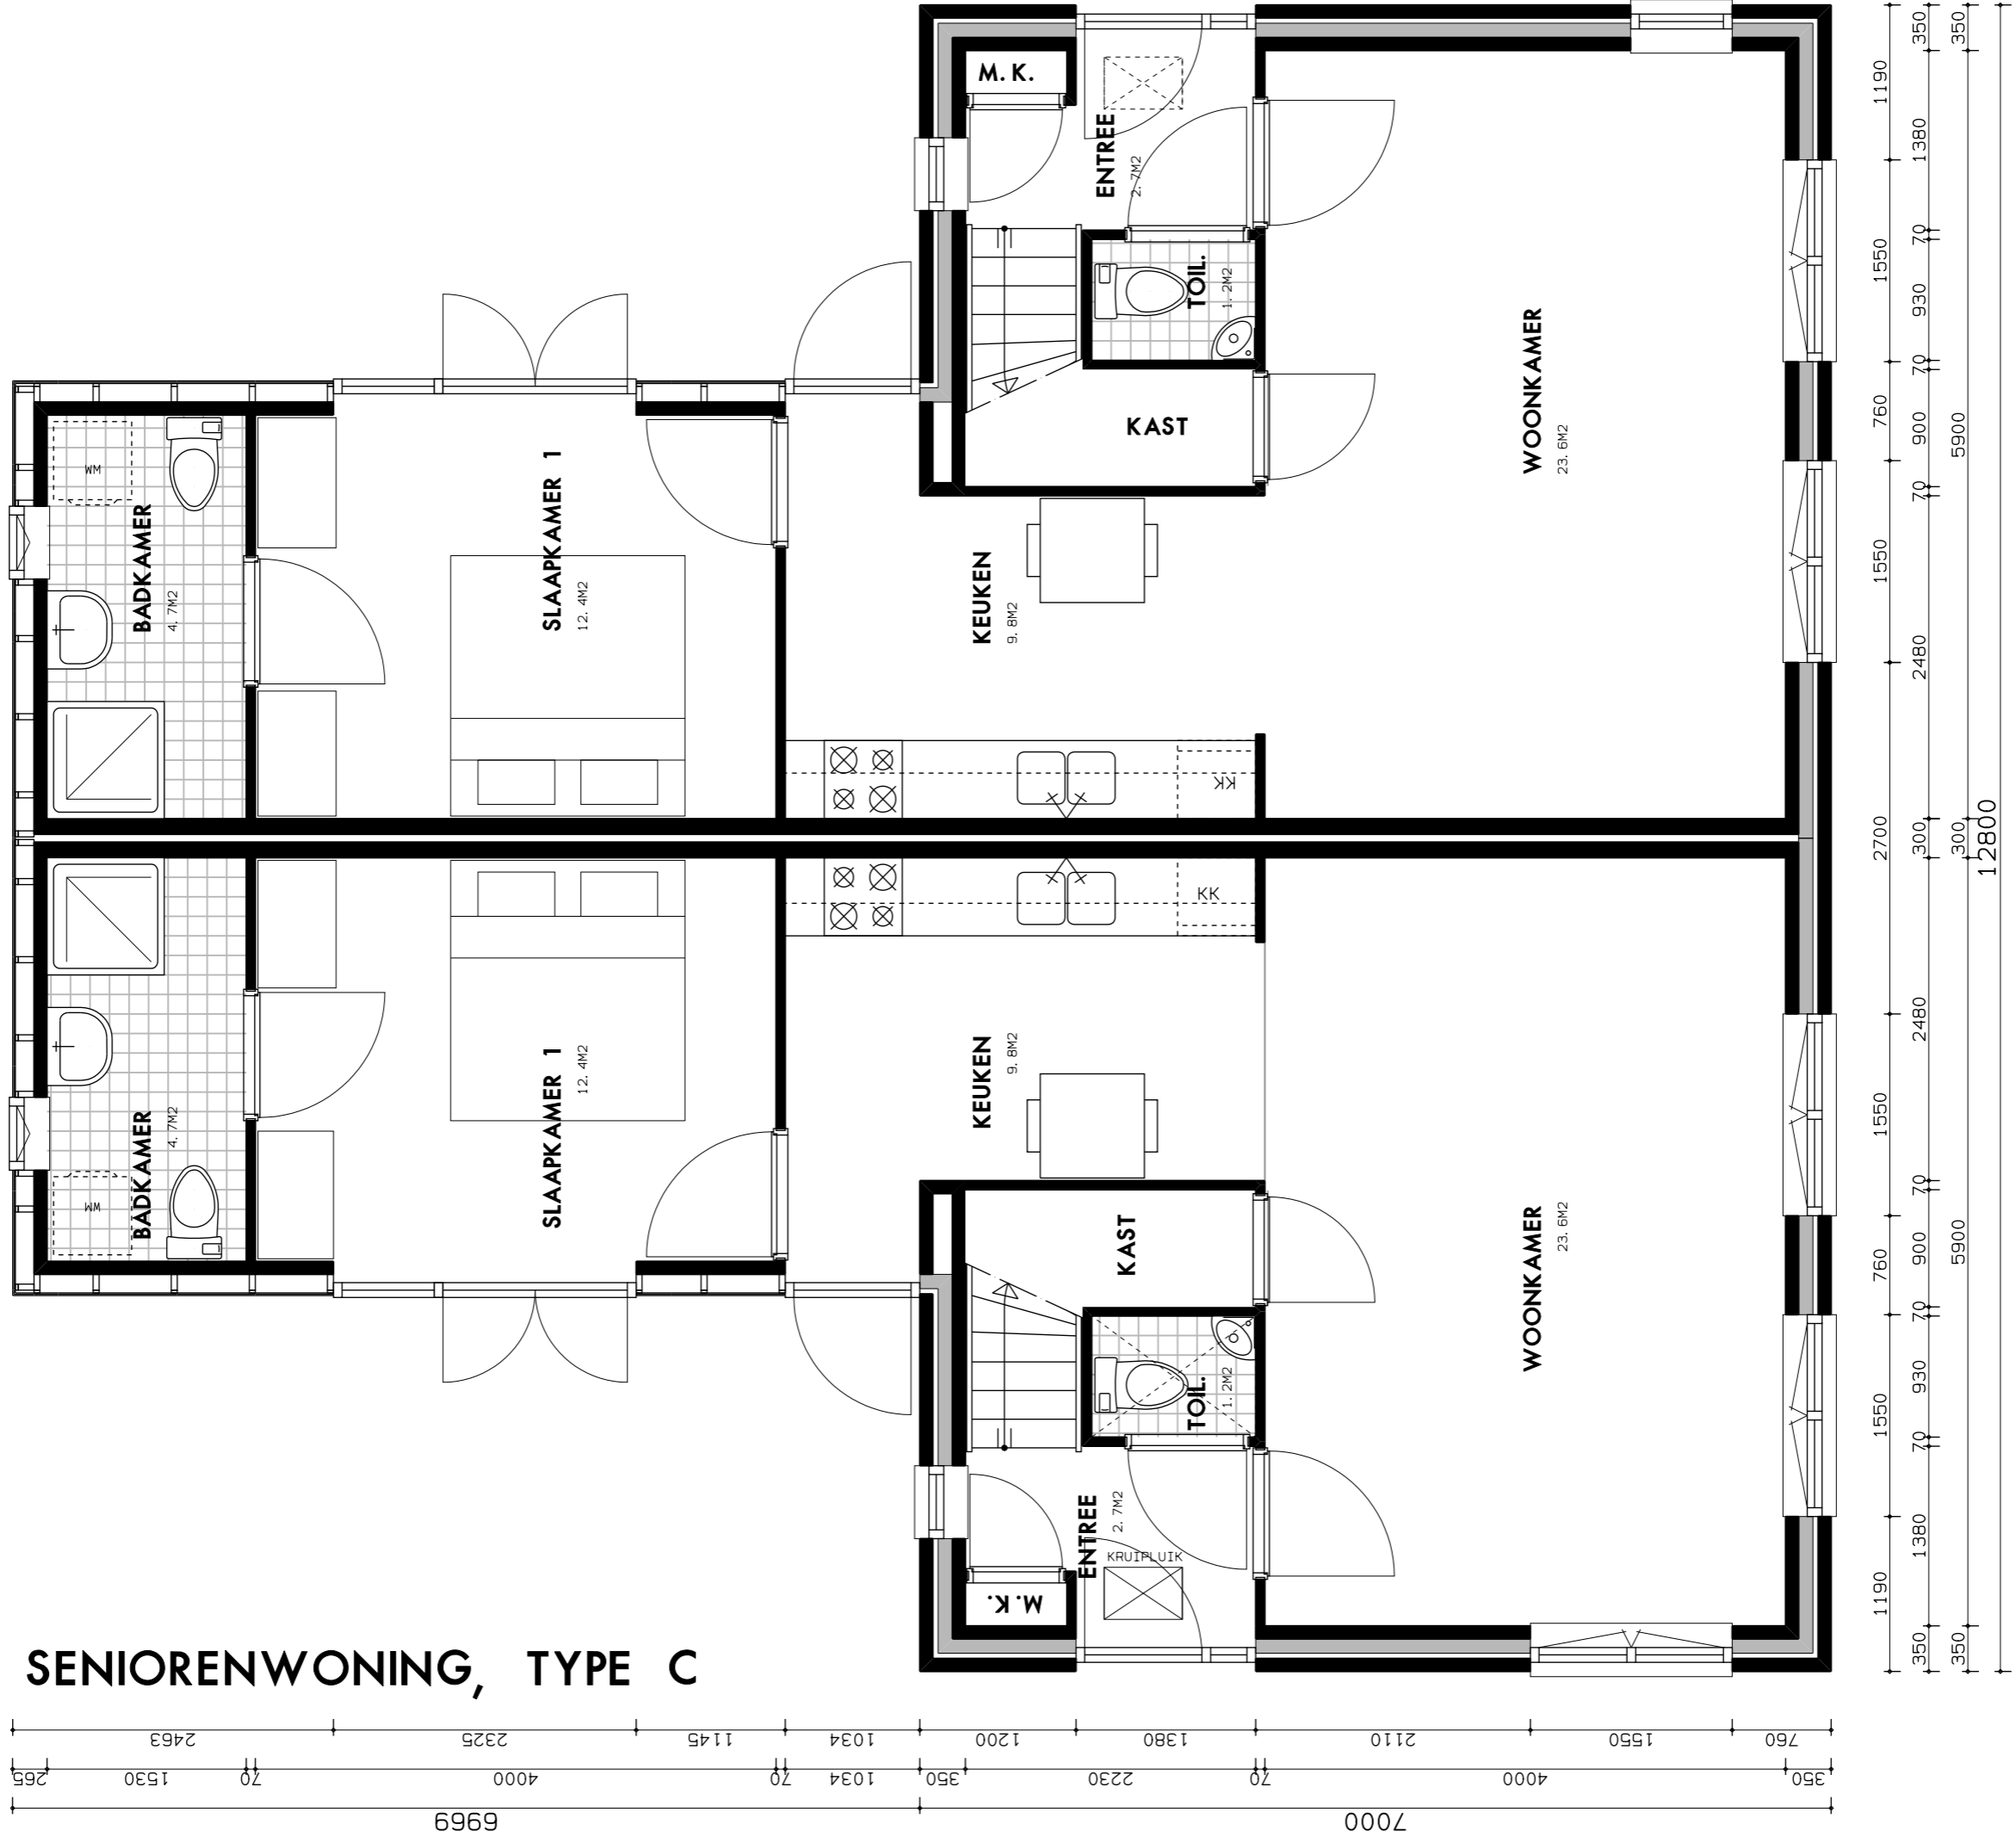 M.K.
ENTREE
2.7M2
TOIL.
1.2M2
KAST
WOONKAMER
23.6M2
WM
BADKAMER
4.7M2
SLAAPKAMER 1
12.4M2
KEUKEN
9.8M2
KK
BADKAMER
4.7M2
WM
SLAAPKAMER 1
12.4M2
KEUKEN
9.8M2
KK
KAST
TOIL.
1.2M2
ENTREE
2.7M2
KRUIPLUIK
M.K.
WOONKAMER
23.6M2
SENIORENWONING, TYPE C
1190
1550
760
1550
2700
1550
760
1550
1190
350
1380
70
930
70
900
70
2480
300
2480
70
900
70
930
70
1380
350
350
5900
300
5900
350
12800
2463
2325
1145
1034
1200
1380
2110
1550
760
265
1530
70
4000
70
1034
350
2230
70
4000
350
6969
7000